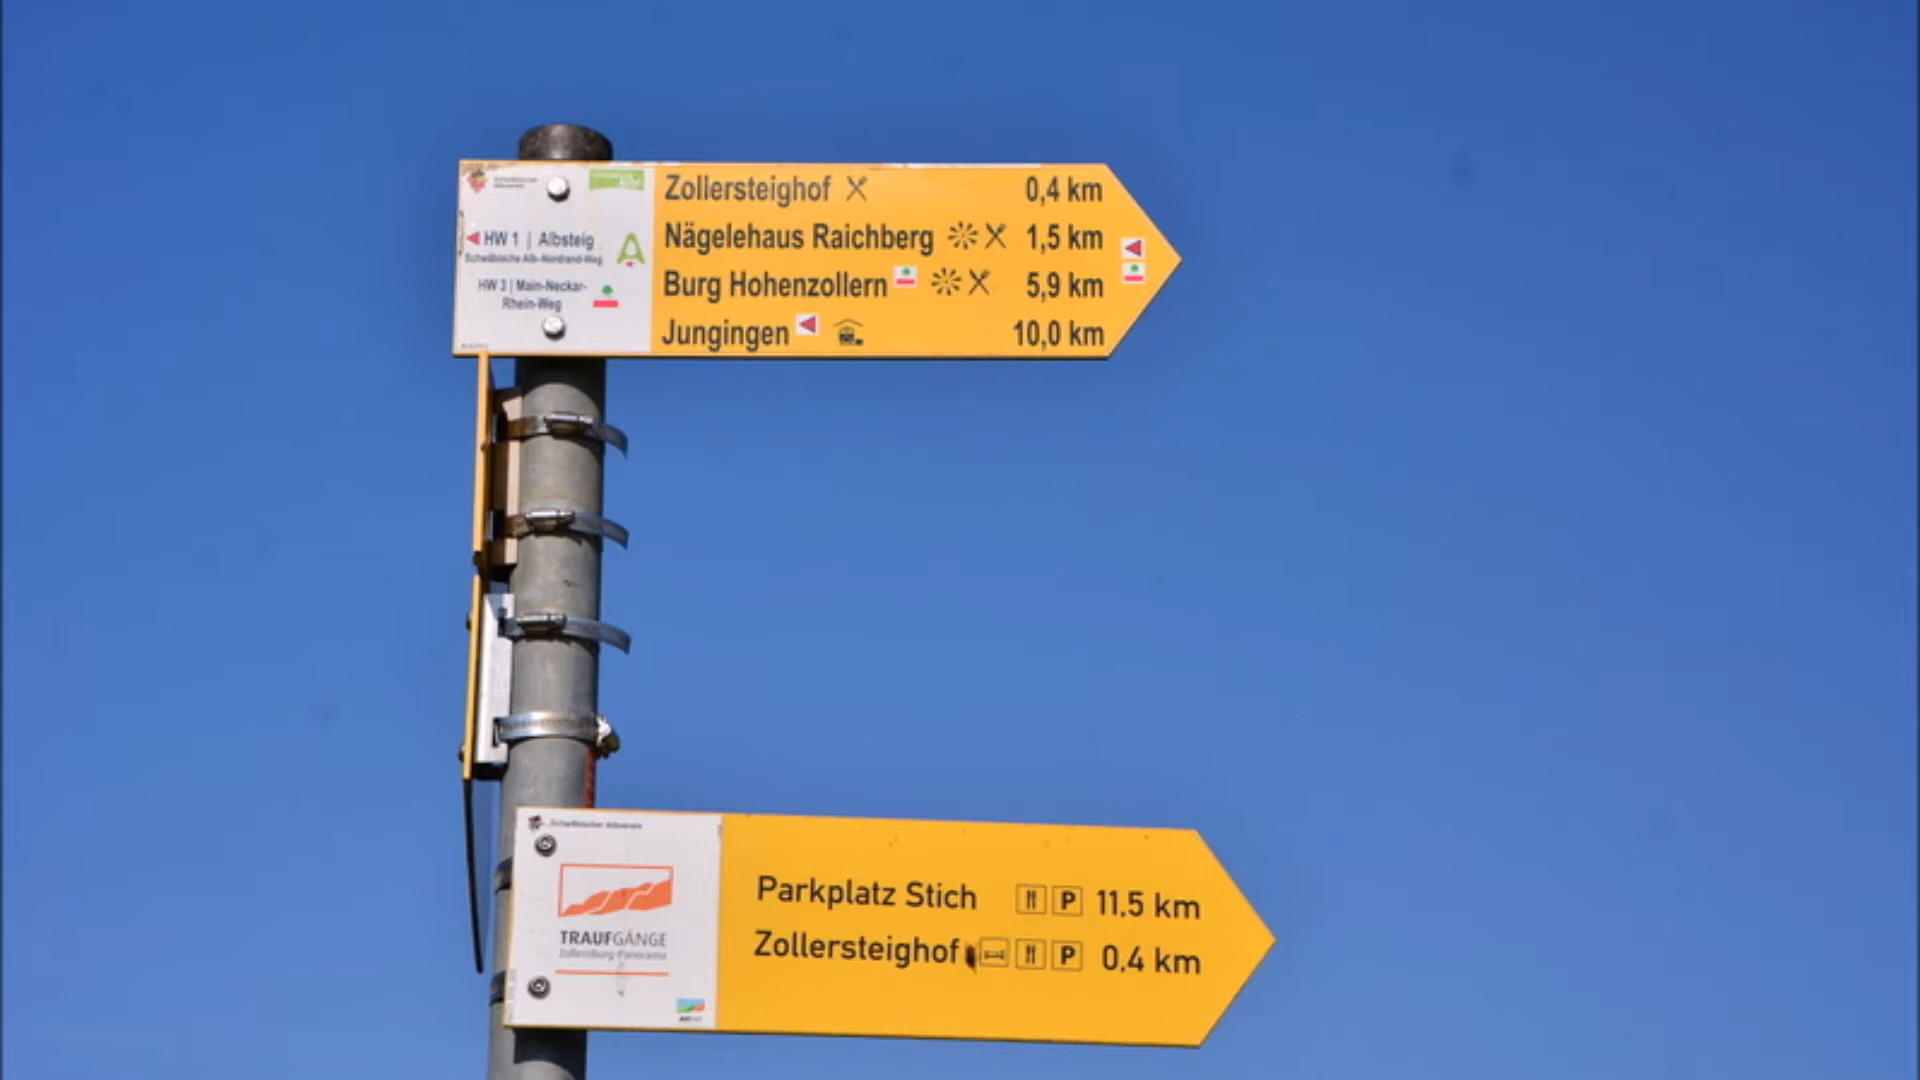 Schwäbischer
Albverein
HW 1 | Albsteig
Schwäbische Alb-Nordrand-Weg
HW 3 | Main-Neckar-
Rhein-Weg
Zollersteighof 0,4 km
Nägelehaus Raichberg 1,5 km
Burg Hohenzollern 5,9 km
Jungingen 10,0 km
Schwäbischer Albverein
TRAUFGÄNGE
Zollernburg-Panorama
Parkplatz Stich P 11,5 km
Zollersteighof P 0,4 km